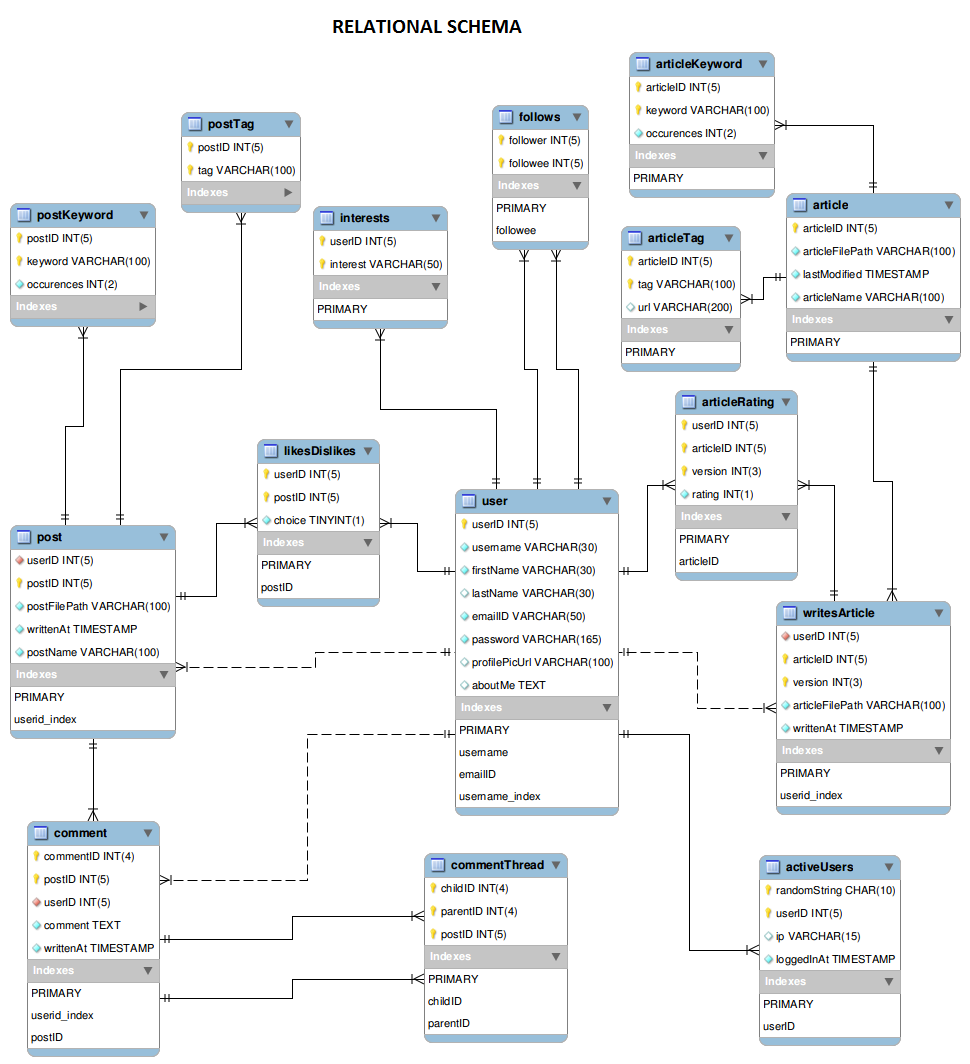 RELATIONAL SCHEMA
articleKeyword
articleID INT(5)
keyword VARCHAR(100)
occurences INT(2)
Indexes
PRIMARY
postTag
postID INT(5)
tag VARCHAR(100)
Indexes
follows
follower INT(5)
followee INT(5)
Indexes
PRIMARY
followee
postKeyword
postID INT(5)
keyword VARCHAR(100)
occurences INT(2)
Indexes
interests
userID INT(5)
interest VARCHAR(50)
Indexes
PRIMARY
articleTag
articleID INT(5)
tag VARCHAR(100)
url VARCHAR(200)
Indexes
PRIMARY
article
articleID INT(5)
articleFilePath VARCHAR(100)
lastModified TIMESTAMP
articleName VARCHAR(100)
Indexes
PRIMARY
articleRating
userID INT(5)
articleID INT(5)
version INT(3)
rating INT(1)
Indexes
PRIMARY
articleID
likesDislikes
userID INT(5)
postID INT(5)
choice TINYINT(1)
Indexes
PRIMARY
postID
user
userID INT(5)
username VARCHAR(30)
firstName VARCHAR(30)
lastName VARCHAR(30)
emailID VARCHAR(50)
password VARCHAR(165)
profilePicUrl VARCHAR(100)
aboutMe TEXT
Indexes
PRIMARY
username
emailID
username_index
post
userID INT(5)
postID INT(5)
postFilePath VARCHAR(100)
writtenAt TIMESTAMP
postName VARCHAR(100)
Indexes
PRIMARY
userid_index
writesArticle
userID INT(5)
articleID INT(5)
version INT(3)
articleFilePath VARCHAR(100)
writtenAt TIMESTAMP
Indexes
PRIMARY
userid_index
comment
commentID INT(4)
postID INT(5)
userID INT(5)
comment TEXT
writtenAt TIMESTAMP
Indexes
PRIMARY
userid_index
postID
commentThread
childID INT(4)
parentID INT(4)
postID INT(5)
Indexes
PRIMARY
childID
parentID
activeUsers
randomString CHAR(10)
userID INT(5)
ip VARCHAR(15)
loggedInAt TIMESTAMP
Indexes
PRIMARY
userID